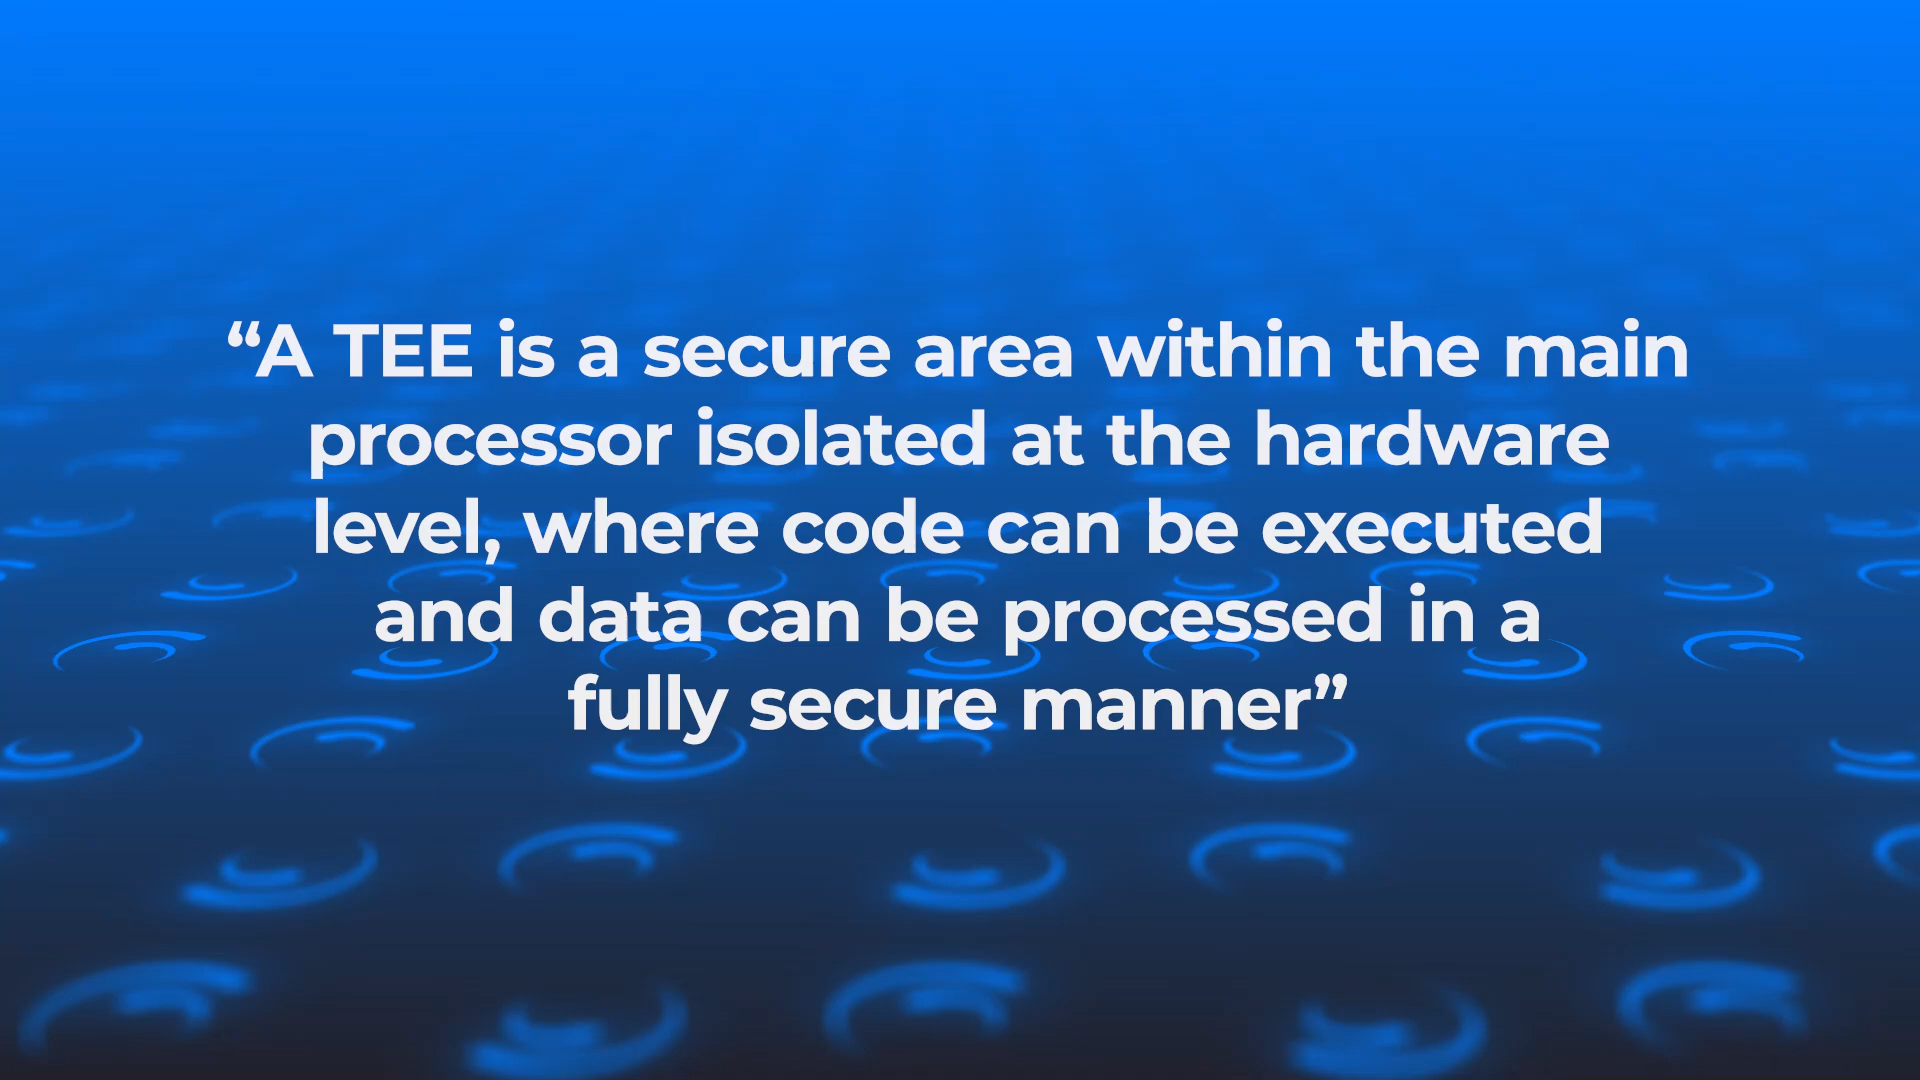 “A TEE is a secure area within the main
processor isolated at the hardware
level, where code can be executed
and data can be processed in a
fully secure manner”